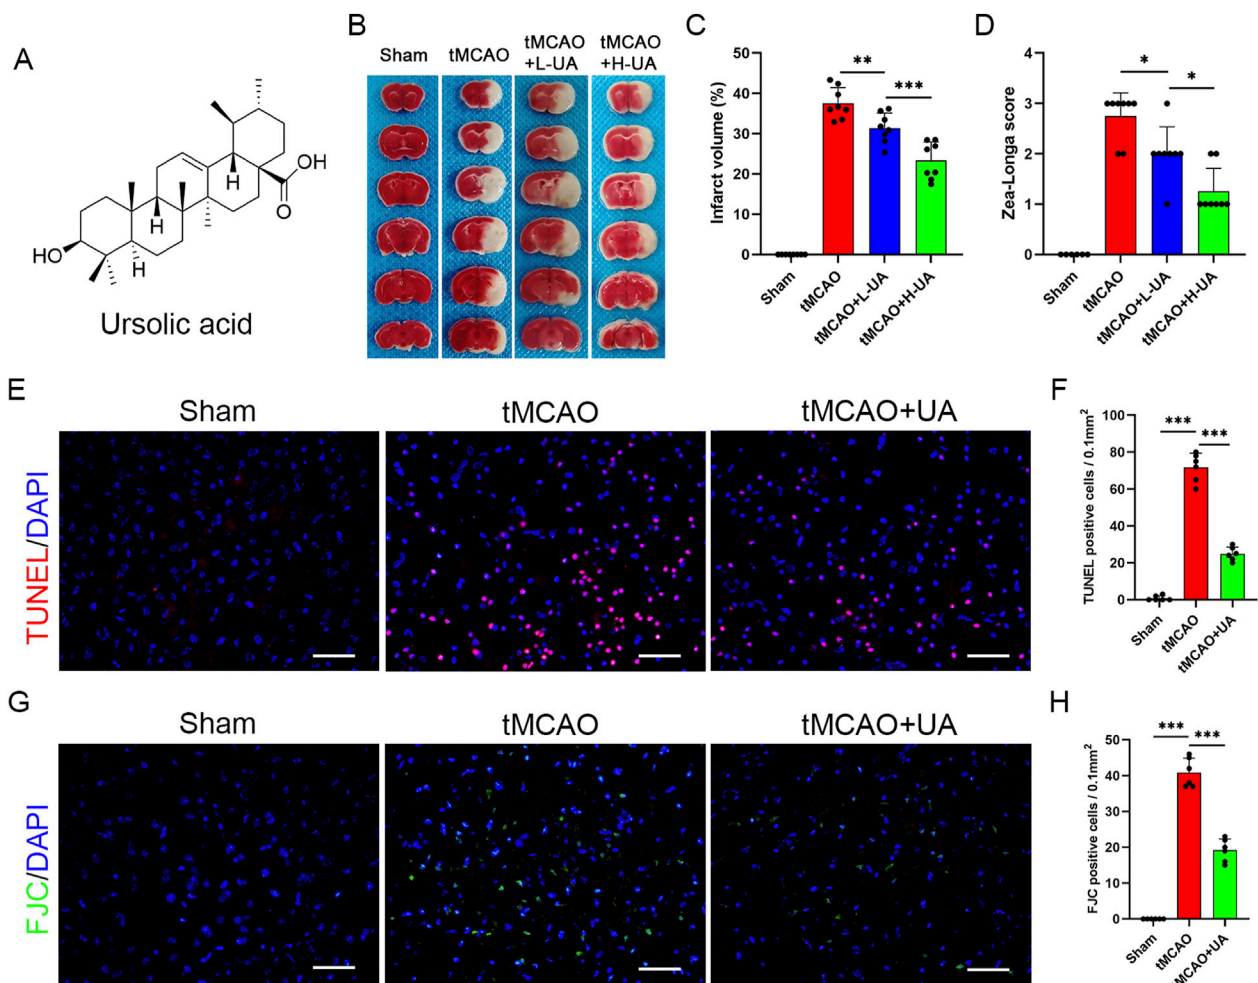 A
H
H
H
HO
OH
O
Ursolic acid
B
Sham
tMCAO
tMCAO
+L-UA
tMCAO
+H-UA
C
Infarct volume (%)
50
40
30
20
10
0
**
***
Sham
tMCAO
tMCAO+L-UA
tMCAO+H-UA
D
Zea-Longa score
4
3
2
1
0
*
*
Sham
tMCAO
tMCAO+L-UA
tMCAO+H-UA
E
Sham
tMCAO
tMCAO+UA
TUNEL/DAPI
F
TUNEL positive cells / 0.1mm²
100
80
60
40
20
0
***
***
Sham
tMCAO
tMCAO+UA
G
Sham
tMCAO
tMCAO+UA
FJC/DAPI
H
FJC positive cells / 0.1mm²
50
40
30
20
10
0
***
***
Sham
tMCAO
tMCAO+UA